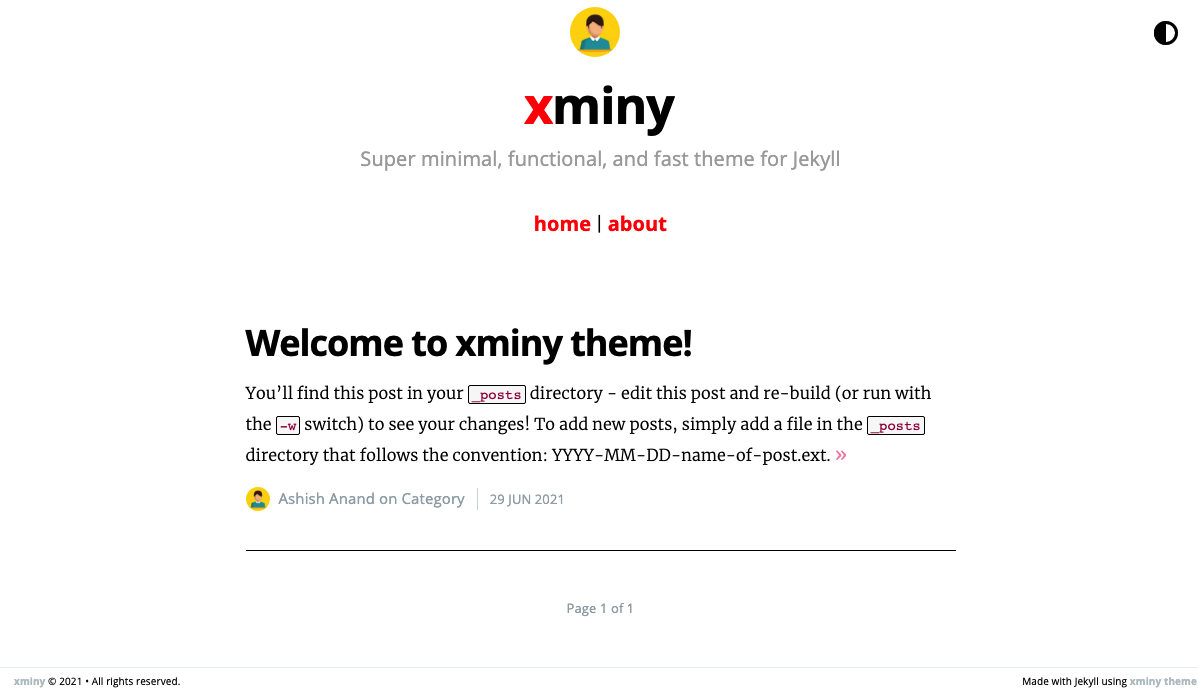 xminy
Super minimal, functional, and fast theme for Jekyll
home | about
Welcome to xminy theme!
You’ll find this post in your _posts directory - edit this post and re-build (or run with
the -w switch) to see your changes! To add new posts, simply add a file in the _posts
directory that follows the convention: YYYY-MM-DD-name-of-post.ext. »
Ashish Anand on Category 29 JUN 2021
Page 1 of 1
xminy © 2021 • All rights reserved.
Made with Jekyll using xminy theme